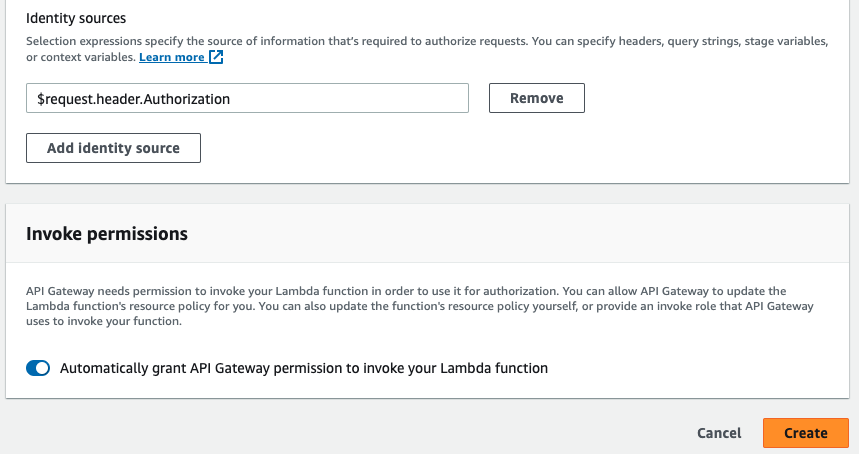 Identity sources
Selection expressions specify the source of information that's required to authorize requests. You can specify headers, query strings, stage variables,
or context variables. Learn more
$request.header.Authorization
Remove
Add identity source
Invoke permissions
API Gateway needs permission to invoke your Lambda function in order to use it for authorization. You can allow API Gateway to update the
Lambda function's resource policy for you. You can also update the function's resource policy yourself, or provide an invoke role that API Gateway
uses to invoke your function.
Automatically grant API Gateway permission to invoke your Lambda function
Cancel
Create